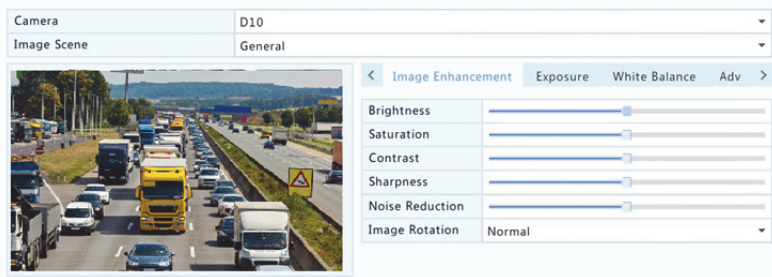 Camera D10
Image Scene General
< Image Enhancement Exposure White Balance Adv >
Brightness
Saturation
Contrast
Sharpness
Noise Reduction
Image Rotation Normal